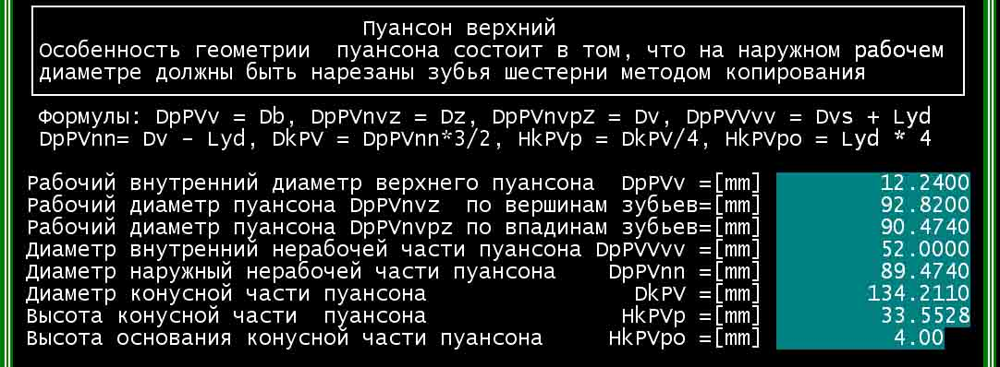 Пуансон верхний
Особенность геометрии пуансона состоит в том, что на наружном рабочем
диаметре должны быть нарезаны зубья шестерни методом копирования
Формулы: DpPVv = Db, DpPVnvz = Dz, DpPVnvpZ = Dv, DpPVVvv = Dvs + Lyd
DpPVnn= Dv - Lyd, DkPV = DpPVnn*3/2, HkPVp = DkPV/4, HkPVpo = Lyd * 4
Рабочий внутренний диаметр верхнего пуансона DpPVv =[mm] 12.2400
Рабочий диаметр пуансона DpPVnvz по вершинам зубьев=[mm] 92.8200
Рабочий диаметр пуансона DpPVnvpz по впадинам зубьев=[mm] 90.4740
Диаметр внутренний нерабочей части пуансона DpPVVvv =[mm] 52.0000
Диаметр наружный нерабочей части пуансона DpPVnn =[mm] 89.4740
Диаметр конусной части пуансона DkPV =[mm] 134.2110
Высота конусной части пуансона HkPVp =[mm] 33.5528
Высота основания конусной части пуансона HkPVpo =[mm] 4.00